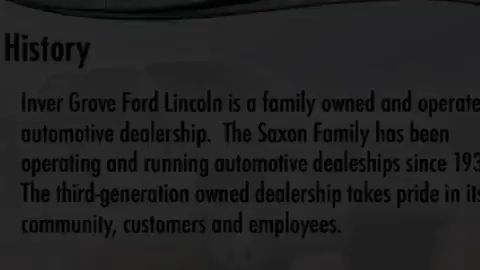 History
Inver Grove Ford Lincoln is a family owned and operate
automotive dealership. The Saxon Family has been
operating and running automotive dealeships since 193
The third-generation owned dealership takes pride in its
community, customers and employees.